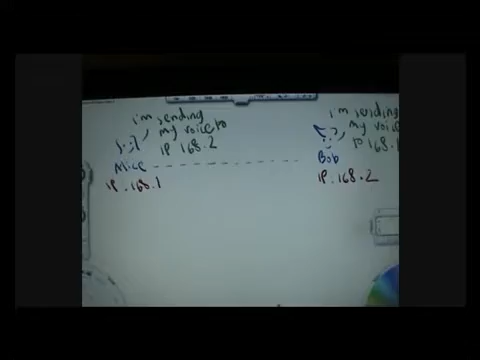 i'm sending
my voice to
IP 168.2
Alice
IP .168.1
i'm sending
my voice
to 168.1
Bob
IP .168.2